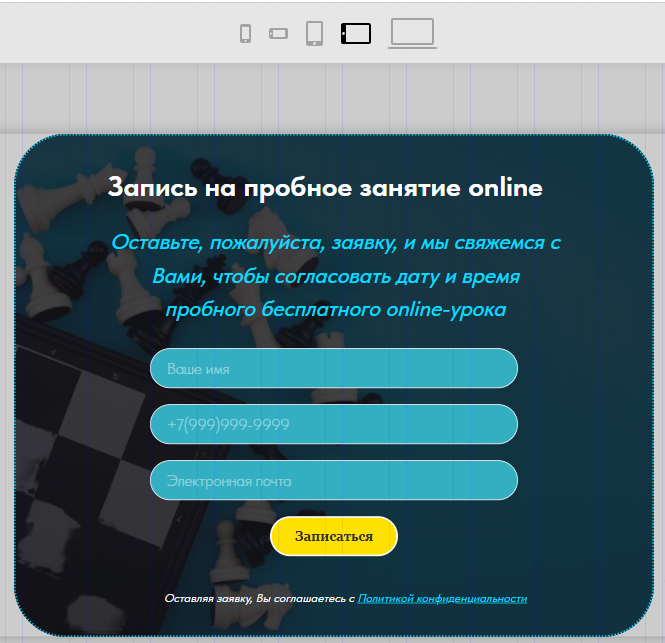 Запись на пробное занятие online
Оставьте, пожалуйста, заявку, и мы свяжемся с
Вами, чтобы согласовать дату и время
пробного бесплатного online-урока
Ваше имя
+7(999)999-9999
Электронная почта
Записаться
Оставляя заявку, Вы соглашаетесь с Политикой конфиденциальности